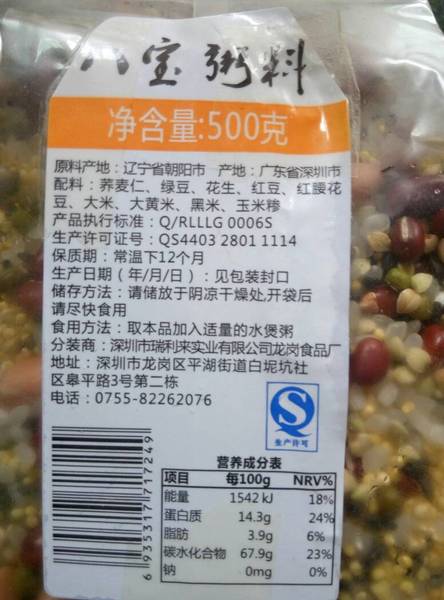 八宝粥料
净含量:500克
原料产地：辽宁省朝阳市 产地：广东省深圳市
配料：荞麦仁、绿豆、花生、红豆、红腰花
豆、大米、大黄米、黑米、玉米糁
产品执行标准：Q/RLLLG 0006S
生产许可证号：QS4403 2801 1114
保质期：常温下12个月
生产日期（年/月/日）：见包装封口
储存方法：请储放于阴凉干燥处,开袋后
请尽快食用
食用方法：取本品加入适量的水煲粥
分装商：深圳市瑞利来实业有限公司龙岗食品厂
地址：深圳市龙岗区平湖街道白坭坑社
区皋平路3号第二栋
电话：0755-82262076
生产许可
营养成分表
项目 每100g NRV%
能量 1542 kJ 18%
蛋白质 14.3g 24%
脂肪 3.9g 6%
碳水化合物 67.9g 23%
钠 0mg 0%
6 935317 717249